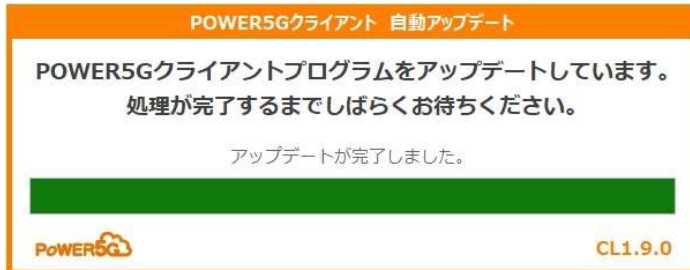 POWER5Gクライアント 自動アップデート
POWER5Gクライアントプログラムをアップデートしています。
処理が完了するまでしばらくお待ちください。
アップデートが完了しました。
PoWER5G
CL1.9.0